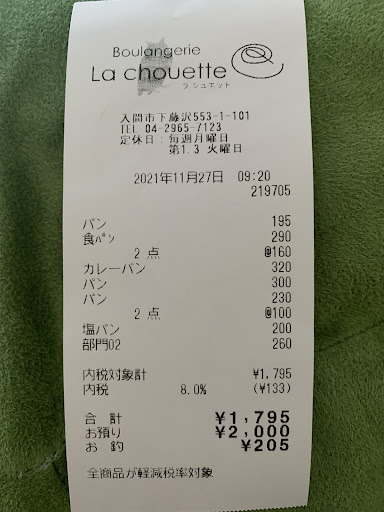 Boulangerie
La chouette
ラ シュエット
入間市下藤沢553-1-101
TEL 04-2965-7123
定休日：毎週月曜日
第1.3 火曜日
2021年11月27日 09:20
219705
パン 195
食パン 290
2 点 @160
カレーパン 320
パン 300
パン 230
2 点 @100
塩パン 200
部門02 260
内税対象計 ¥1,795
内税 8.0% (¥133)
合 計 ¥1,795
お預り ¥2,000
お 釣 ¥205
全商品が軽減税率対象